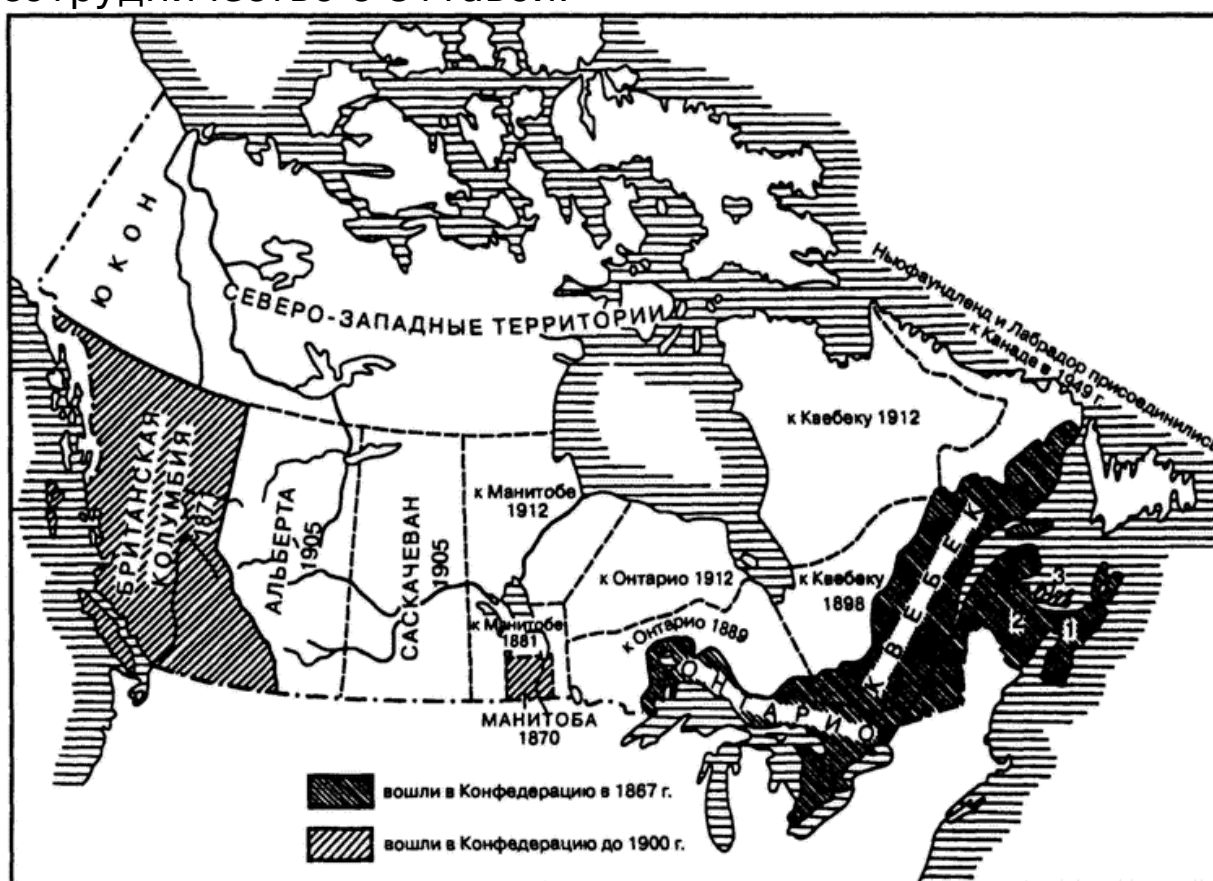 сотрудничество с Оттавой.
ЮКОН
СЕВЕРО-ЗАПАДНЫЕ ТЕРРИТОРИИ
Ньюфаундленд и Лабрадор присоединились
к Канаде в 1949 г.
БРИТАНСКАЯ
КОЛУМБИЯ
1871
АЛЬБЕРТА
1905
САСКАЧЕВАН
1905
к Манитобе
1912
к Манитобе
1881
МАНИТОБА
1870
к Онтарио 1912
к Онтарио 1889
к Квебеку 1912
к Квебеку
1898
КВЕБЕК
ОНТАРИО
3
2
1
вошли в Конфедерацию в 1867 г.
вошли в Конфедерацию до 1900 г.